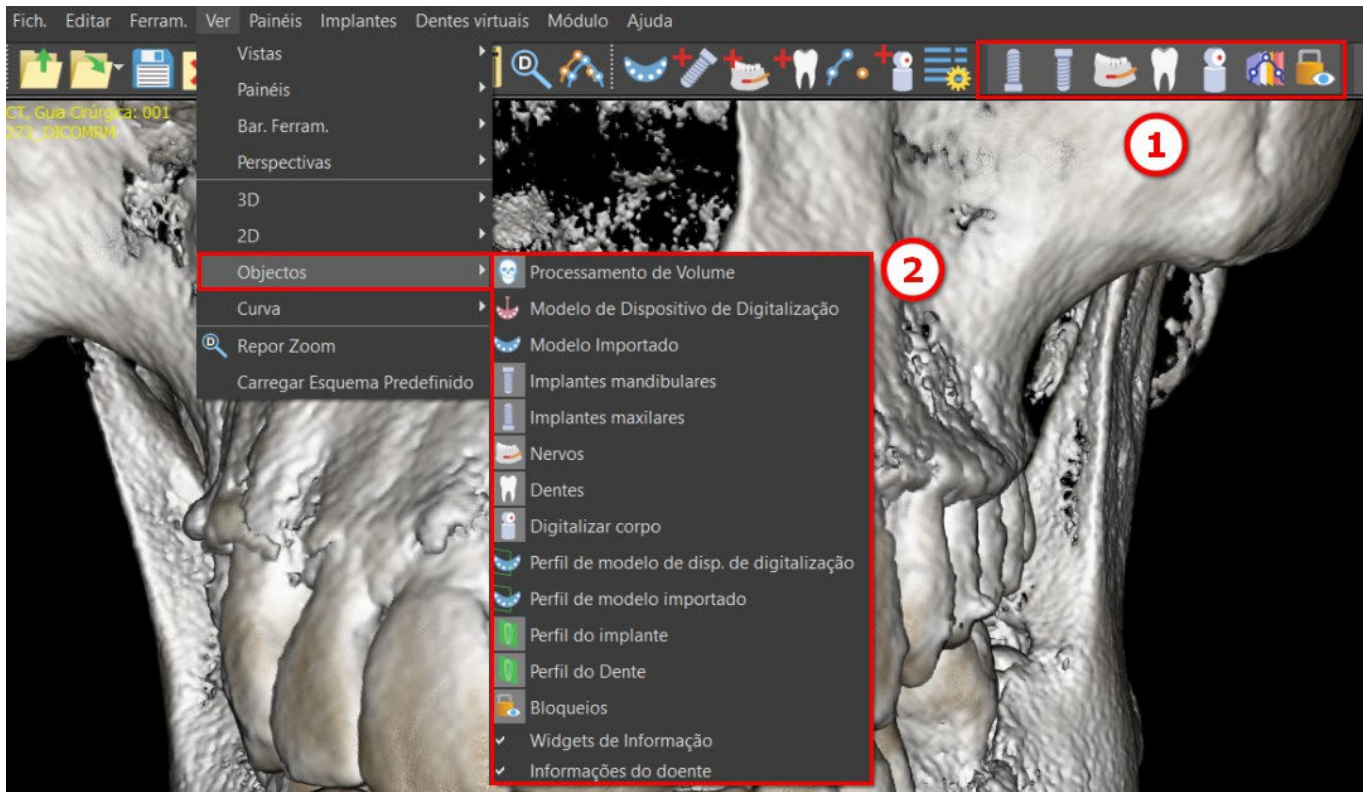 Fich. Editar Ferram. Ver Painéis Implantes Dentes virtuais Módulo Ajuda
CT, Guia Cirúrgica: 001
DICOMRM
Vistas
Painéis
Bar. Ferram.
Perspectivas
3D
2D
Objectos
Curva
Repor Zoom
Carregar Esquema Predefinido
1
2
Processamento de Volume
Modelo de Dispositivo de Digitalização
Modelo Importado
Implantes mandibulares
Implantes maxilares
Nervos
Dentes
Digitalizar corpo
Perfil de modelo de disp. de digitalização
Perfil de modelo importado
Perfil do implante
Perfil do Dente
Bloqueios
Widgets de Informação
Informações do doente